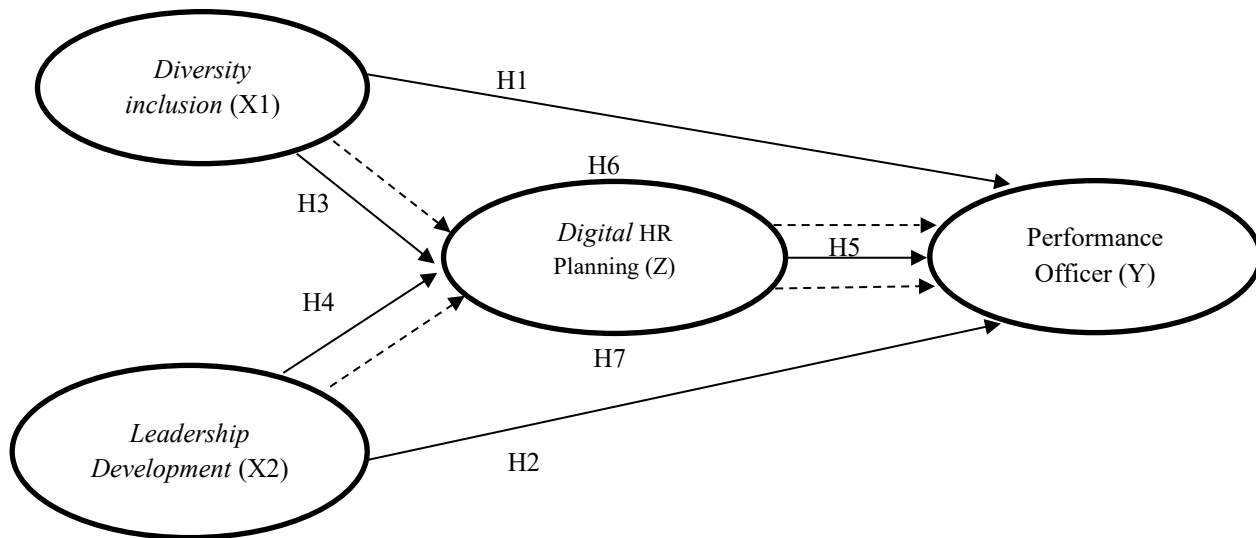 Diversity
inclusion (X1)
H1
H6
H3
Digital HR
Planning (Z)
H5
Performance
Officer (Y)
H4
H7
Leadership
Development (X2)
H2